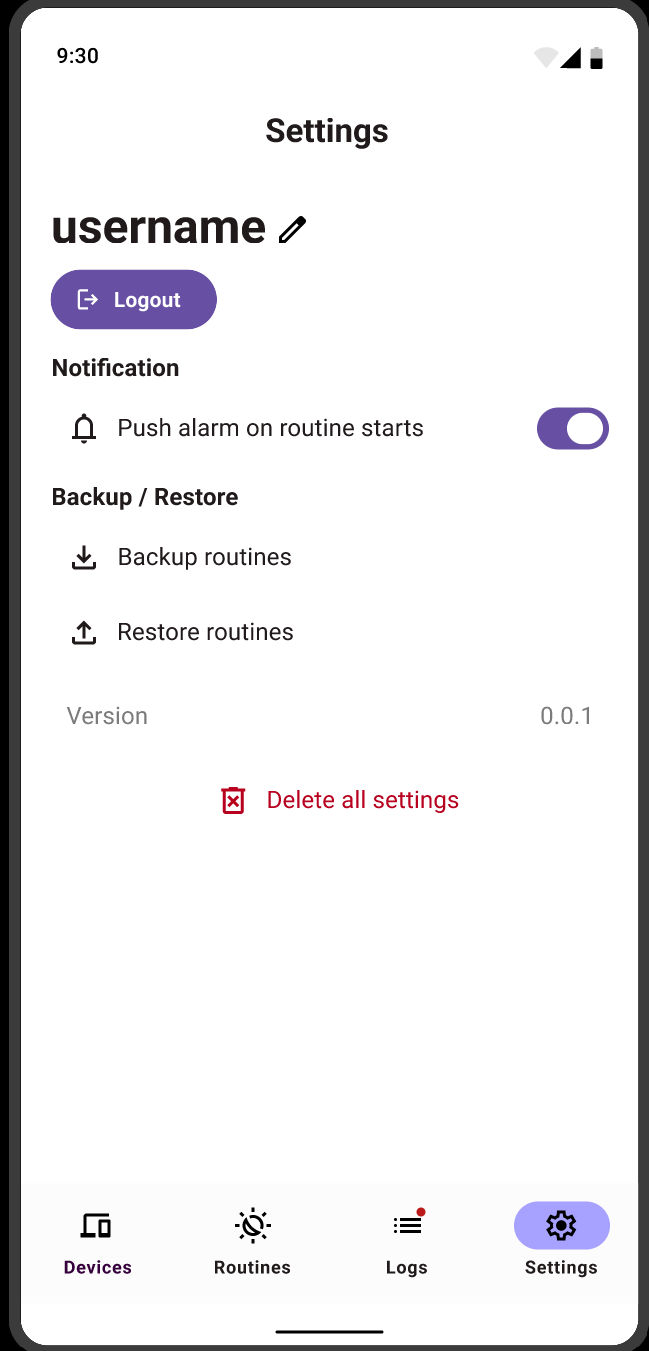 9:30
Settings
username
Logout
Notification
Push alarm on routine starts
Backup / Restore
Backup routines
Restore routines
Version 0.0.1
Delete all settings
Devices Routines Logs Settings